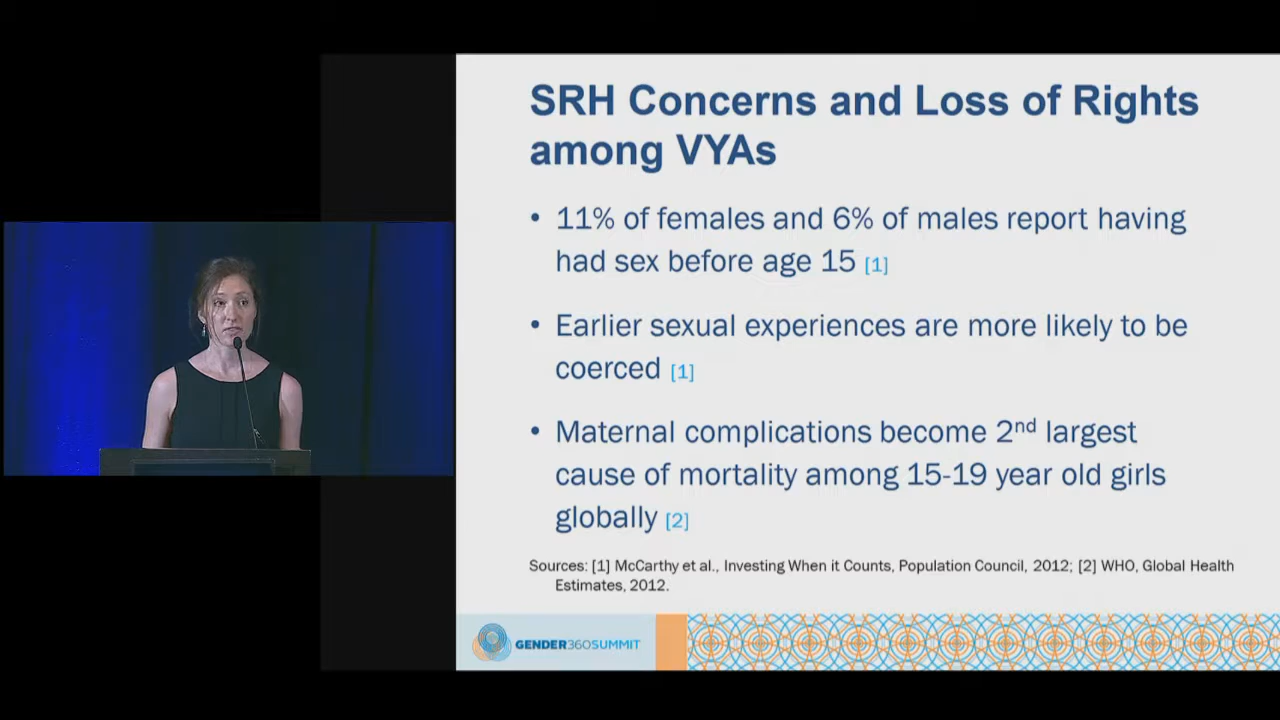 SRH Concerns and Loss of Rights
among VYAs
• 11% of females and 6% of males report having
had sex before age 15 [1]
• Earlier sexual experiences are more likely to be
coerced [1]
• Maternal complications become 2nd largest
cause of mortality among 15-19 year old girls
globally [2]
Sources: [1] McCarthy et al., Investing When it Counts, Population Council, 2012; [2] WHO, Global Health
Estimates, 2012.
GENDER360SUMMIT